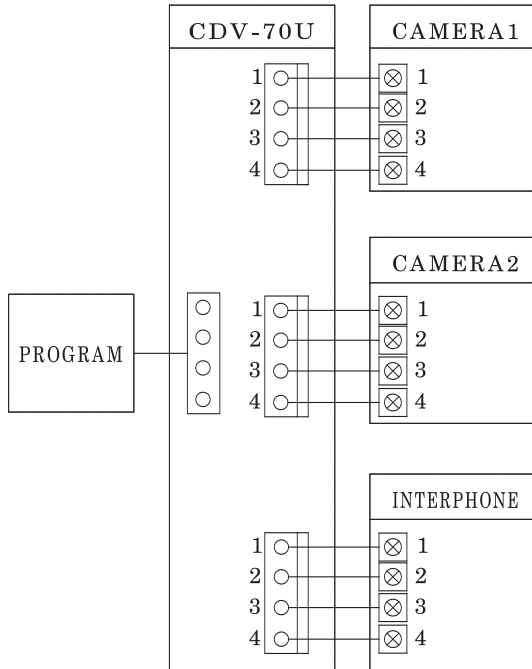 CDV-70U
CAMERA1
1 1
2 2
3 3
4 4
CAMERA2
1 1
2 2
3 3
4 4
PROGRAM
INTERPHONE
1 1
2 2
3 3
4 4